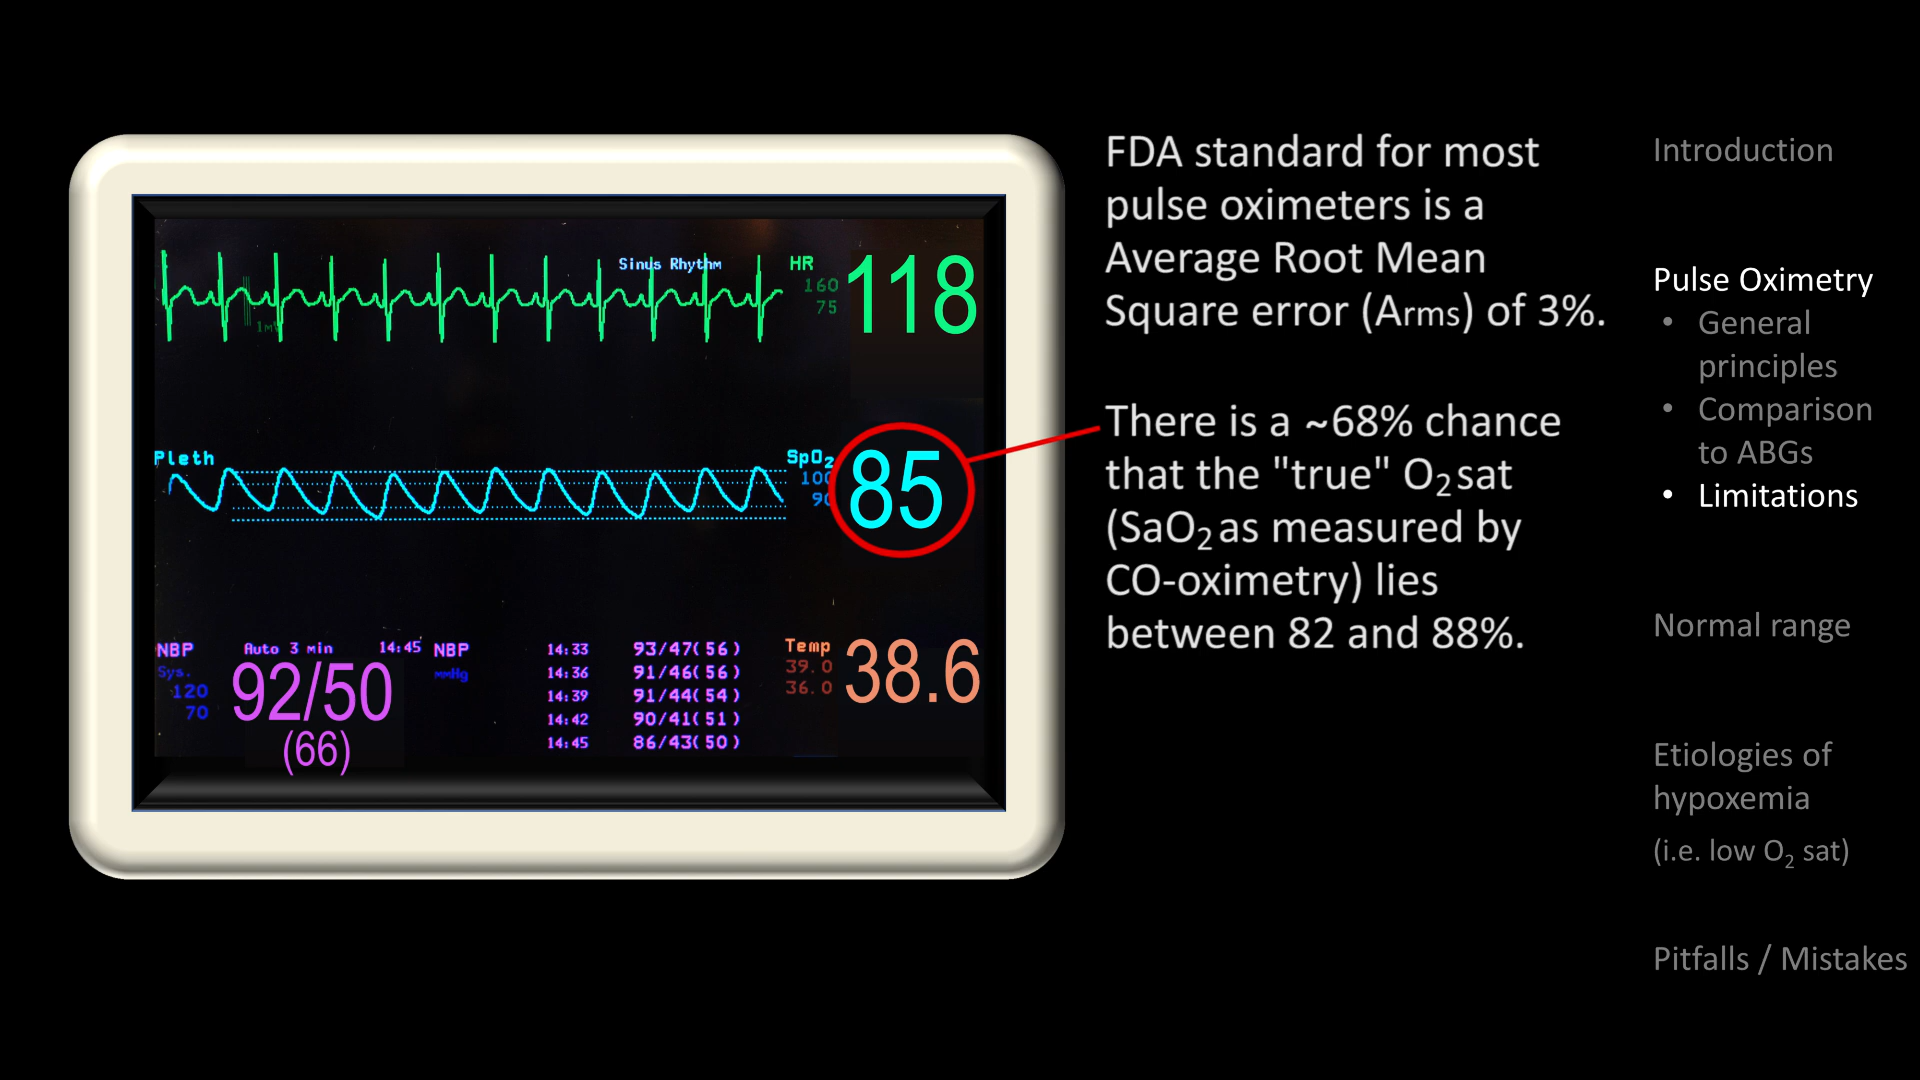 Sinus Rhythm
HR
160
75
118
1mV
Pleth
SpO₂
100
90
85
NBP
Sys.
120
70
Auto 3 min 14:45
92/50
(66)
NBP
mmHg
14:33 93/47( 56 )
14:36 91/46( 56 )
14:39 91/44( 54 )
14:42 90/41( 51 )
14:45 86/43( 50 )
Temp
39.0
36.0
38.6
FDA standard for most
pulse oximeters is a
Average Root Mean
Square error (Arms) of 3%.
There is a ~68% chance
that the "true" O₂ sat
(SaO₂ as measured by
CO-oximetry) lies
between 82 and 88%.
Introduction
Pulse Oximetry
• General
principles
• Comparison
to ABGs
• Limitations
Normal range
Etiologies of
hypoxemia
(i.e. low O₂ sat)
Pitfalls / Mistakes